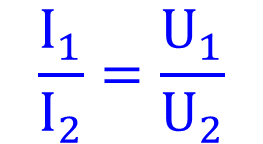 I₁/I₂ = U₁/U₂